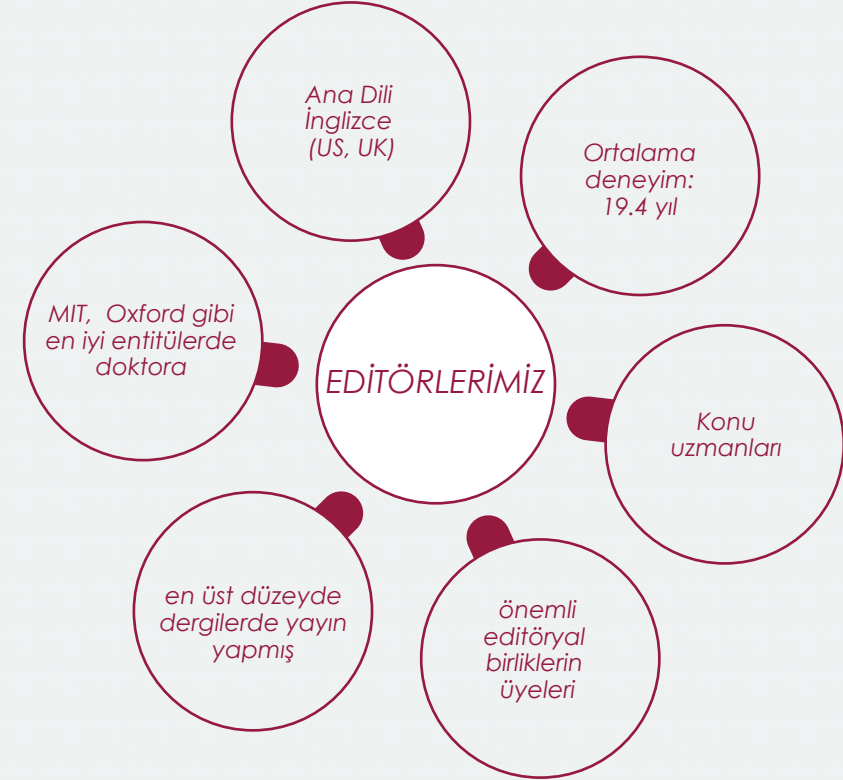 Ana Dili
İnglizce
(US, UK)
Ortalama
deneyim:
19.4 yıl
MIT, Oxford gibi
en iyi entitülerde
doktora
EDİTÖRLERİMİZ
Konu
uzmanları
en üst düzeyde
dergilerde yayın
yapmış
önemli
editöryal
birliklerin
üyeleri